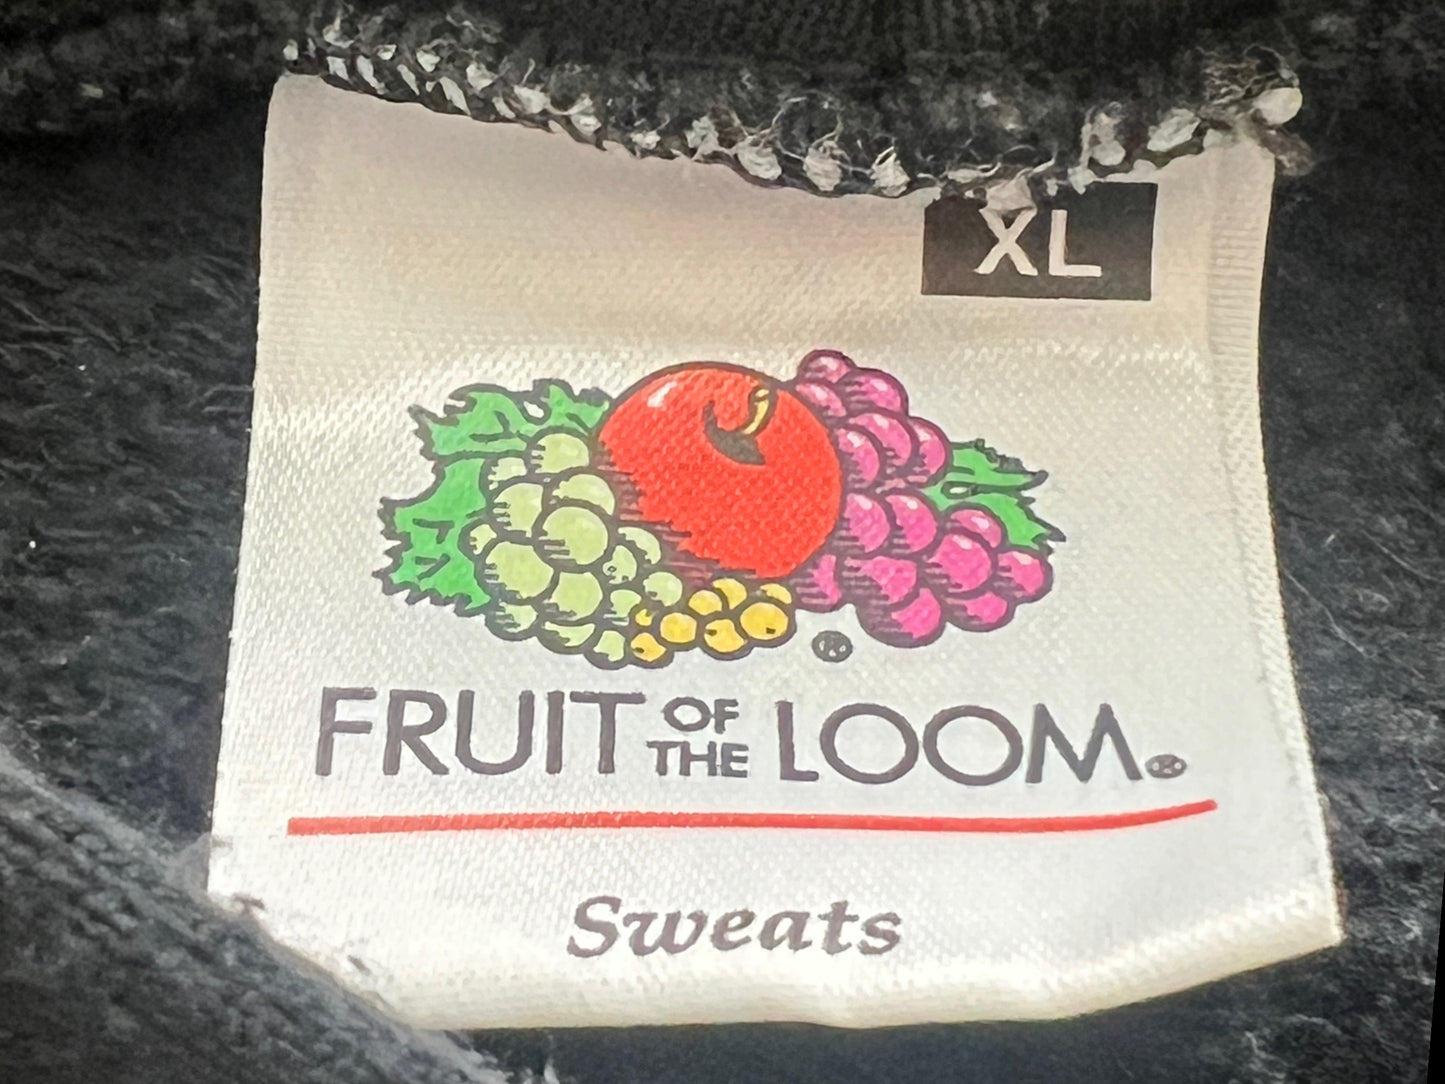 XL
®
FRUIT OF THE LOOM®
Sweats